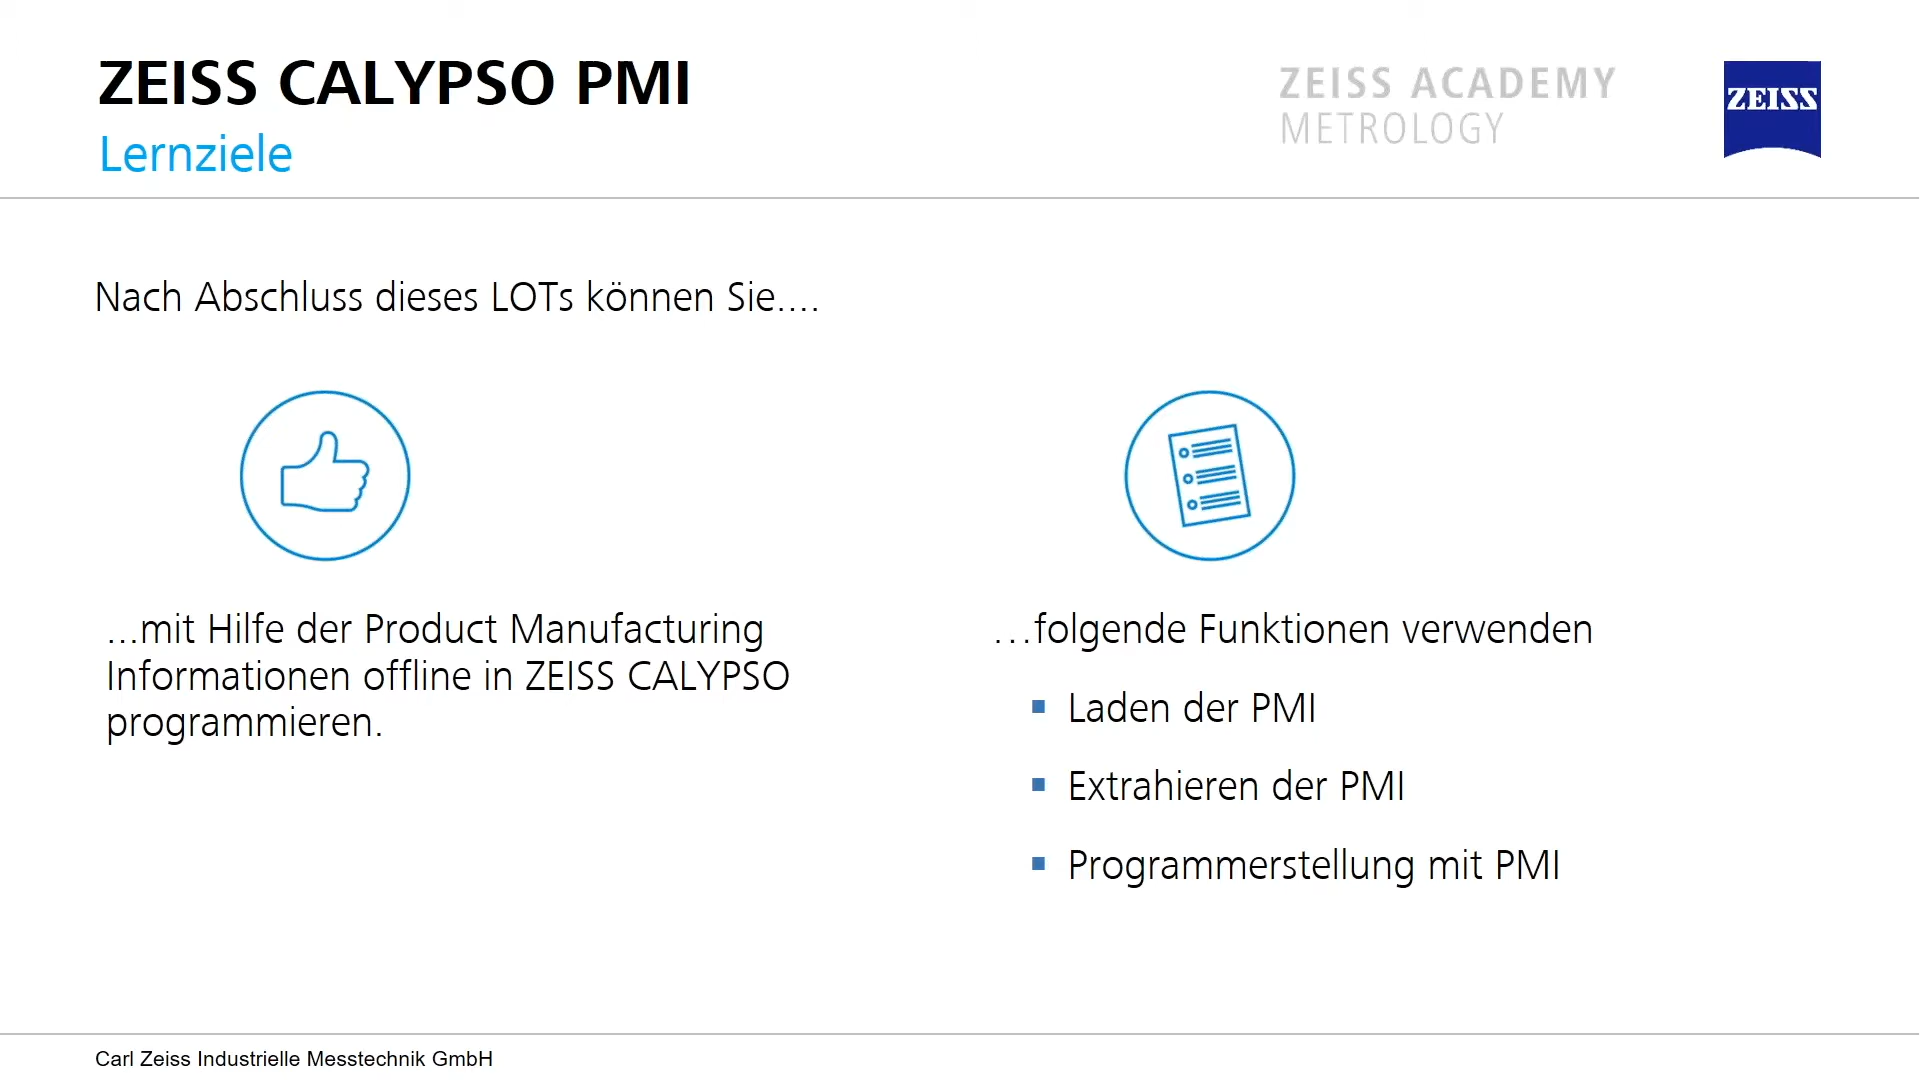 ZEISS CALYPSO PMI
Lernziele
ZEISS ACADEMY
METROLOGY
ZEISS
Nach Abschluss dieses LOTs können Sie....
...mit Hilfe der Product Manufacturing
Informationen offline in ZEISS CALYPSO
programmieren.
...folgende Funktionen verwenden
▪ Laden der PMI
▪ Extrahieren der PMI
▪ Programmerstellung mit PMI
Carl Zeiss Industrielle Messtechnik GmbH